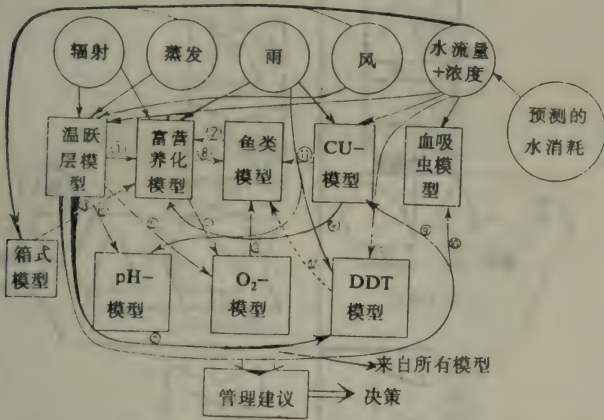 辐射
蒸发
雨
风
水流量
+浓度
预测的
水消耗
温跃
层模
型
富营
养化
模型
(2)
(8)
鱼类
模型
CU-
模型
血吸
虫模
型
箱式
模型
pH-
模型
O₂-
模型
DDT
模型
来自所有模型
管理建议
决策